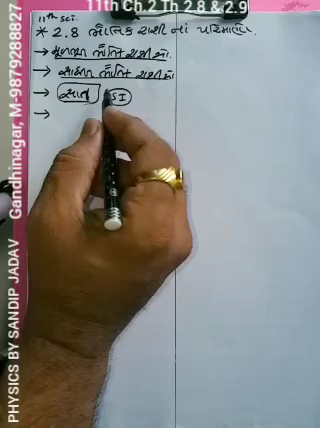 11th Ch.2 Th 2.8 & 2.9
PHYSICS BY SANDIP JADAV Gandhinagar, M-9879288827
11th sci.
* 2.8 ભૌતિક રાશી નાં પરિમાણો.
→ મૂળભૂત ભૌતિ રાશીઓ.
→ સાધિત ભૌતિ રાશીઓ
→ સાત SI
→